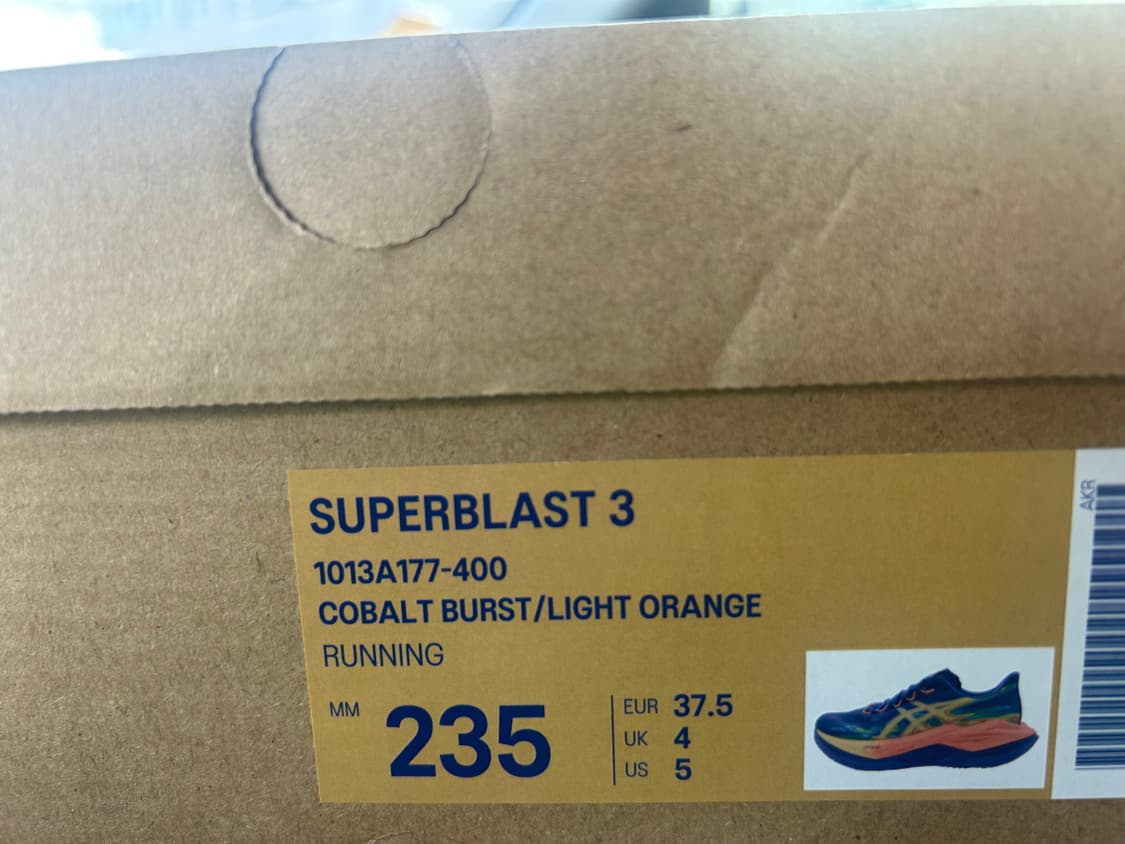 SUPERBLAST 3
1013A177-400
COBALT BURST/LIGHT ORANGE
RUNNING
MM 235
EUR 37.5
UK 4
US 5
AKR